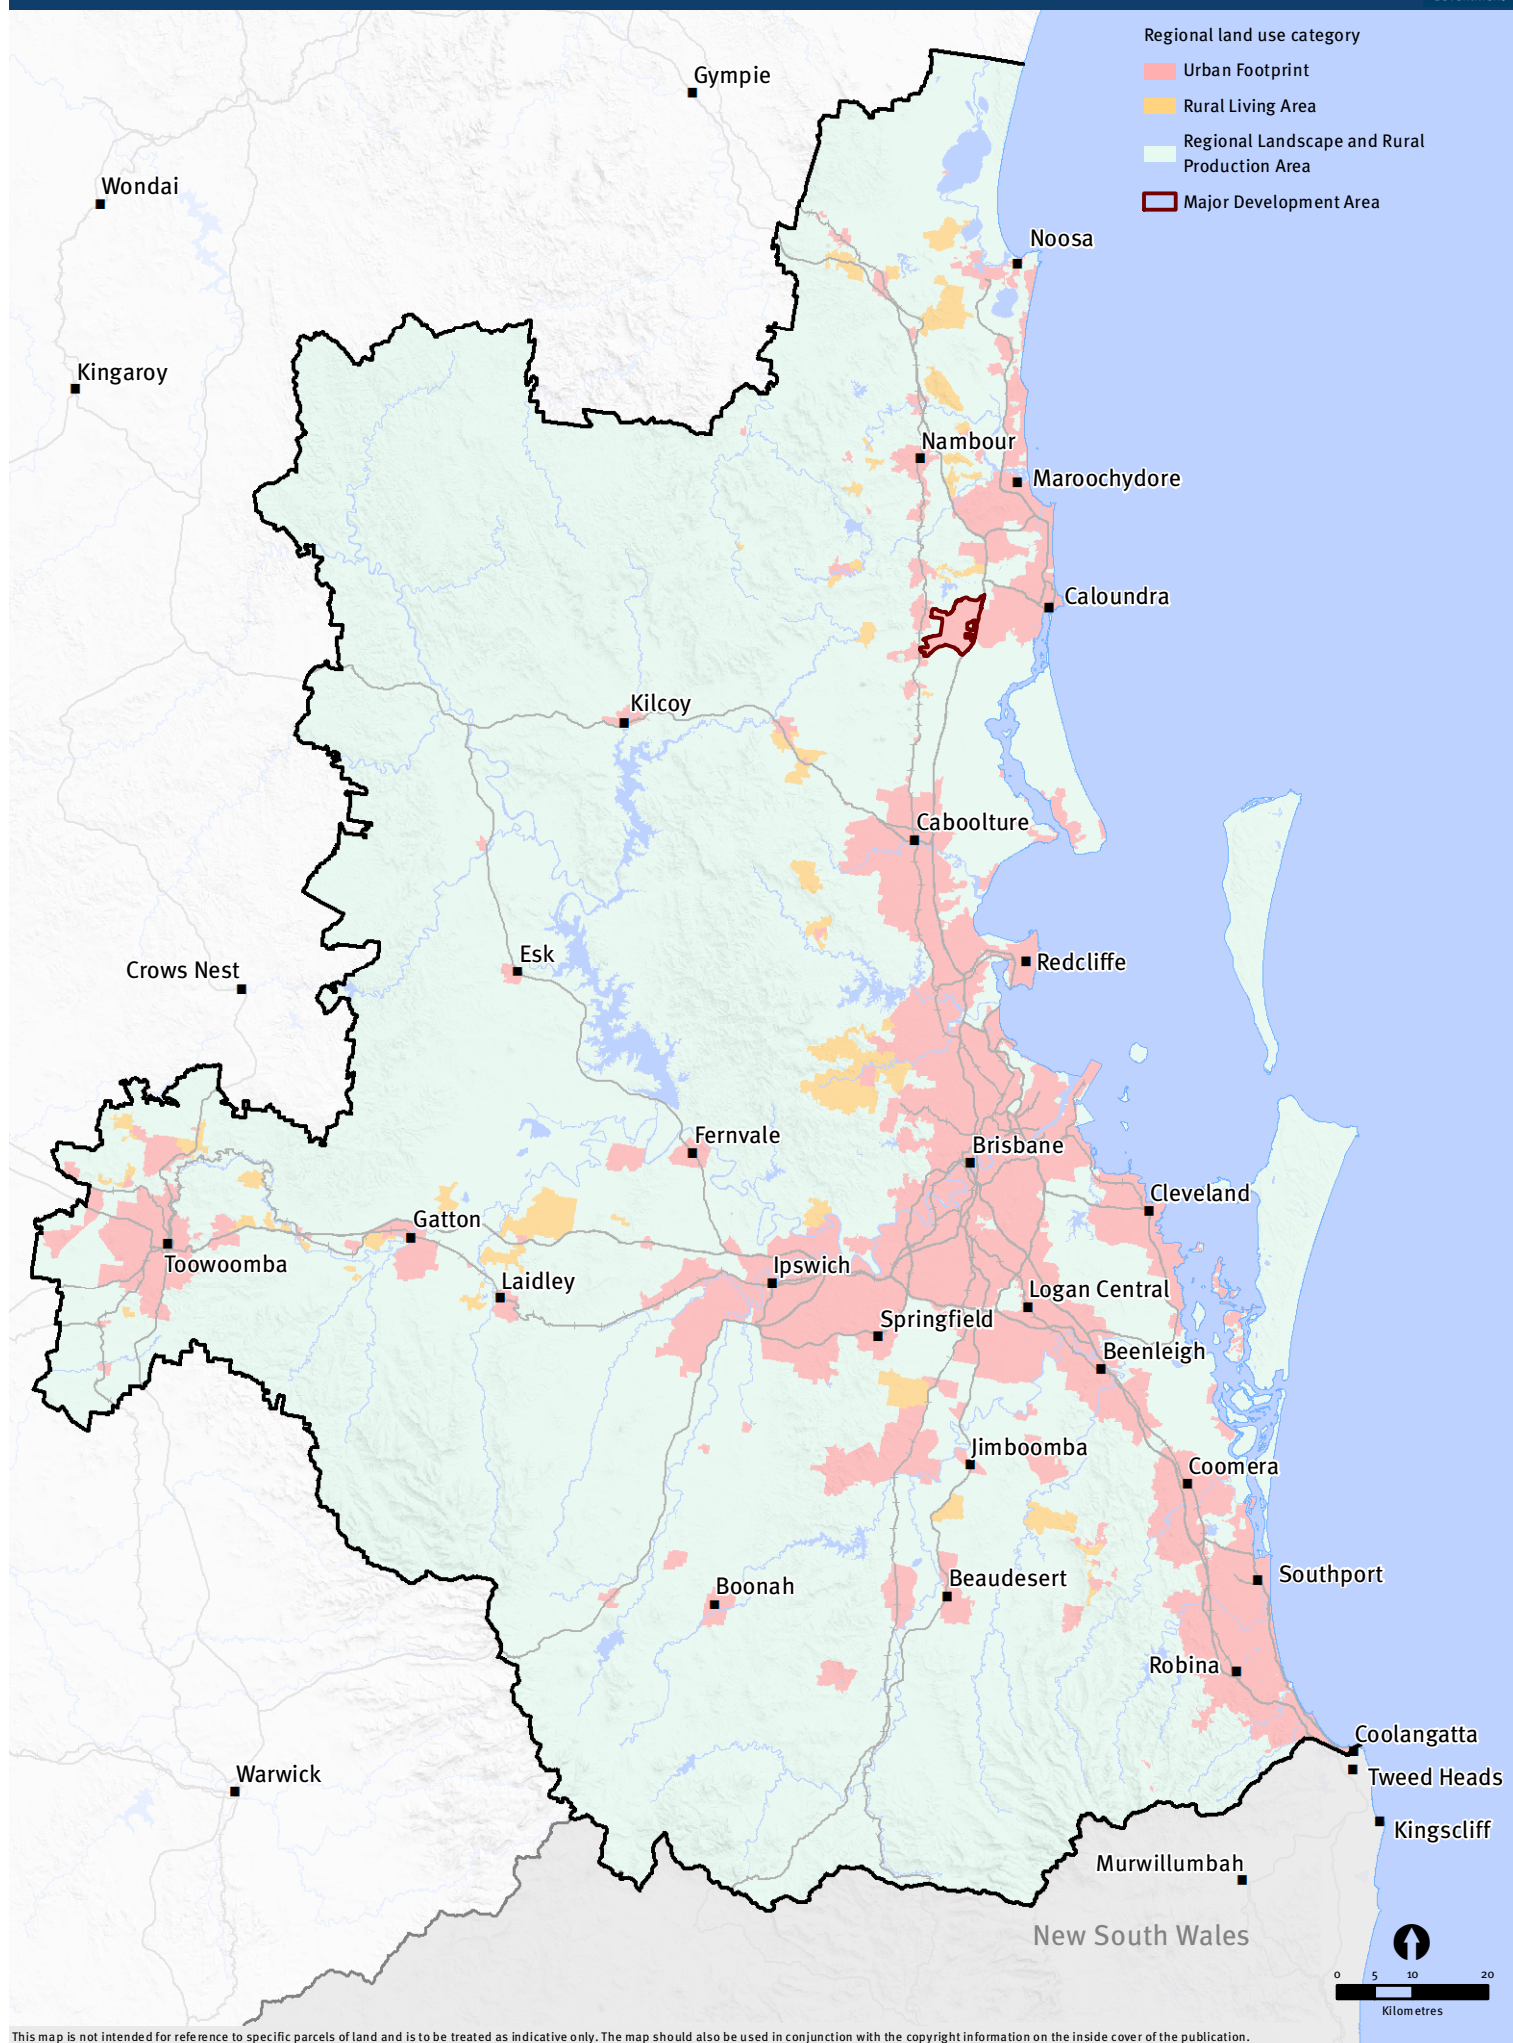 Regional land use category
Urban Footprint
Rural Living Area
Regional Landscape and Rural
Production Area
Major Development Area
Gympie
Wondai
Noosa
Kingaroy
Nambour
Maroochydore
Caloundra
Kilcoy
Caboolture
Esk
Redcliffe
Crows Nest
Fernvale
Brisbane
Cleveland
Gatton
Toowoomba
Ipswich
Laidley
Logan Central
Springfield
Beenleigh
Jimboomba
Coomera
Southport
Beaudesert
Boonah
Robina
Coolangatta
Warwick
Tweed Heads
Kingscliff
Murwillumbah
New South Wales
0 5 10 20
Kilometres
This map is not intended for reference to specific parcels of land and is to be treated as indicative only. The map should also be used in conjunction with the copyright information on the inside cover of the publication.